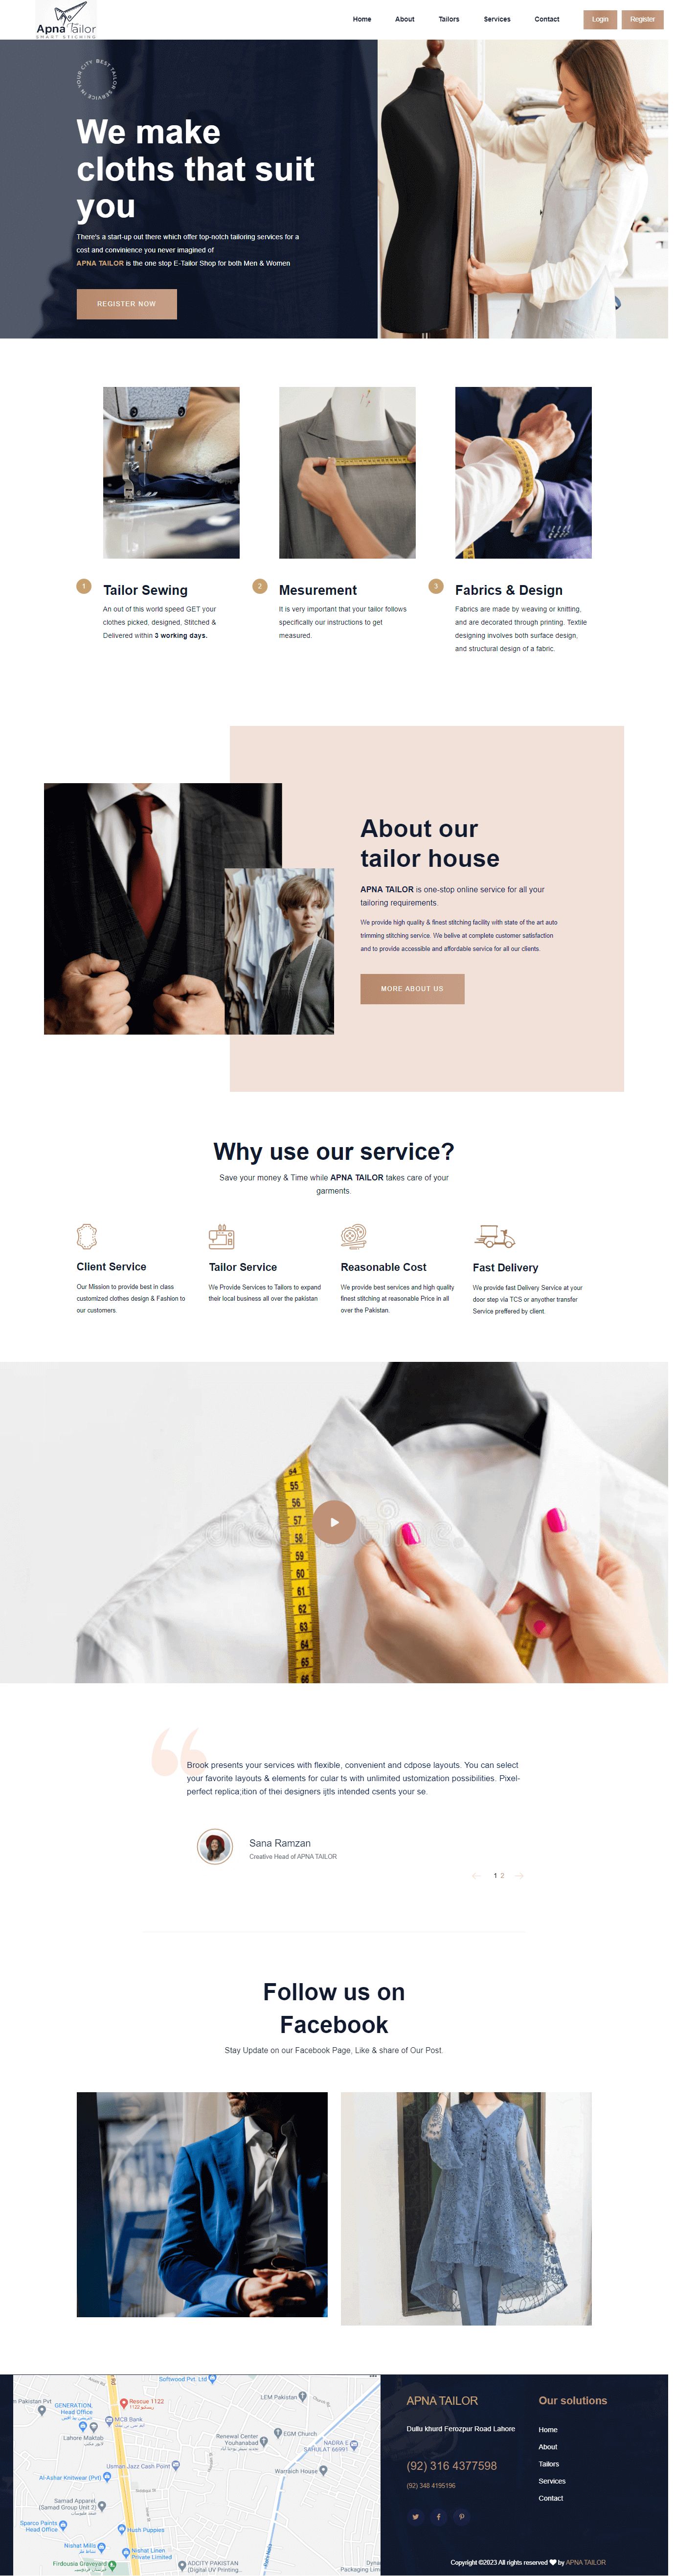 Apna Tailor
SMART STICHING
Home
About
Tailors
Services
Contact
Login
Register
BEST TAILOR SERVICE IN YOUR CITY
We make
cloths that suit
you
There's a start-up out there which offer top-notch tailoring services for a
cost and convinience you never imagined of
APNA TAILOR is the one stop E-Tailor Shop for both Men & Women
REGISTER NOW
1
Tailor Sewing
An out of this world speed GET your
clothes picked, designed, Stitched &
Delivered within 3 working days.
2
Mesurement
It is very important that your tailor follows
specifically our instructions to get
measured.
3
Fabrics & Design
Fabrics are made by weaving or knitting,
and are decorated through printing. Textile
designing involves both surface design,
and structural design of a fabric.
About our
tailor house
APNA TAILOR is one-stop online service for all your
tailoring requirements.
We provide high quality & finest stitching facility with state of the art auto
trimming stitching service. We belive at complete customer satisfaction
and to provide accessible and affordable service for all our clients.
MORE ABOUT US
Why use our service?
Save your money & Time while APNA TAILOR takes care of your
garments.
Client Service
Our Mission to provide best in class
customized clothes design & Fashion to
our customers.
Tailor Service
We Provide Services to Tailors to expand
their local business all over the pakistan
Reasonable Cost
We provide best services and high quality
finest stitching at reasonable Price in all
over the Pakistan.
Fast Delivery
We provide fast Delivery Service at your
door step via TCS or anyother transfer
Service preffered by client.
54
55
56
57
58
59
60
61
62
63
64
65
66
Brook presents your services with flexible, convenient and cdpose layouts. You can select
your favorite layouts & elements for cular ts with unlimited ustomization possibilities. Pixel-
perfect replica;ition of thei designers ijtls intended csents your se.
Sana Ramzan
Creative Head of APNA TAILOR
1 2
Follow us on
Facebook
Stay Update on our Facebook Page, Like & share of Our Post.
Softwood Pvt. Ltd
Rescue 1122
GENERATION,
Head Office
MCB Bank
Lahore Maktab
LEM Pakistan
EGM Church
Renewal Center
Youhanabad
NADRA E
SAHULAT 66991
Usman Jazz Cash Point
Warraich House
Al-Ashar Knitwear (Pvt)
Samad Apparel.
(Samad Group Unit 2)
Sparco Paints
Head Office
Hush Puppies
Nishat Mills
Nishat Linen
Private Limited
Firdousia Graveyard
ADCITY PAKISTAN
(Digital UV Printing...
Dyna
Packaging Lim
APNA TAILOR
Dullu khurd Ferozpur Road Lahore
(92) 316 4377598
(92) 348 4195196
Our solutions
Home
About
Tailors
Services
Contact
Copyright ©2023 All rights reserved by APNA TAILOR